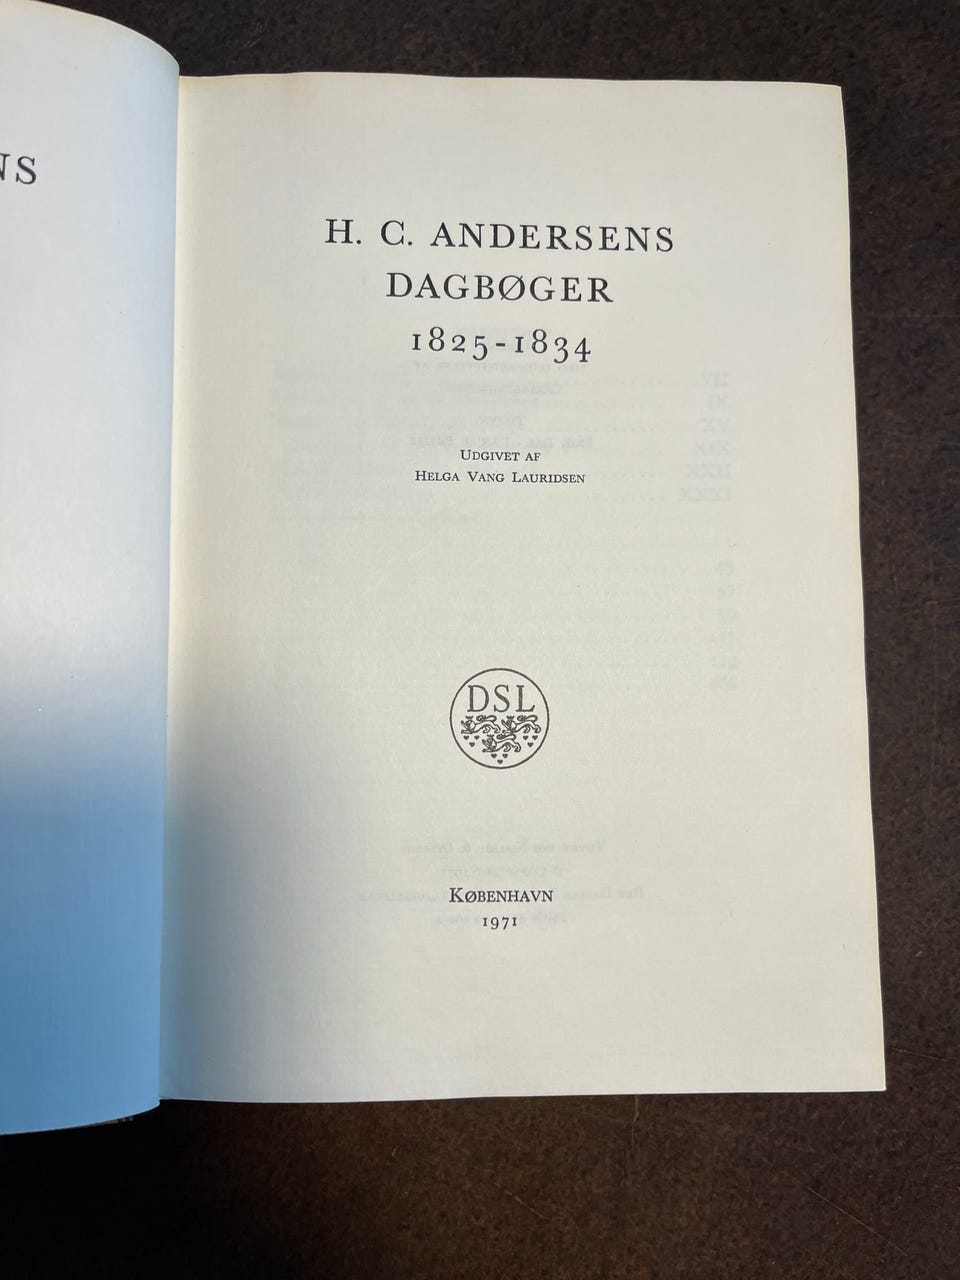 NS
H. C. ANDERSENS
DAGBØGER
1825-1834
UDGIVET AF
HELGA VANG LAURIDSEN
DSL
KØBENHAVN
1971